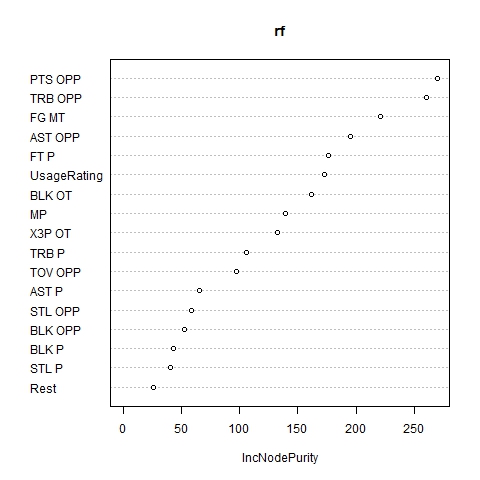 rf
PTS OPP
TRB OPP
FG MT
AST OPP
FT P
UsageRating
BLK OT
MP
X3P OT
TRB P
TOV OPP
AST P
STL OPP
BLK OPP
BLK P
STL P
Rest
0 50 100 150 200 250
IncNodePurity